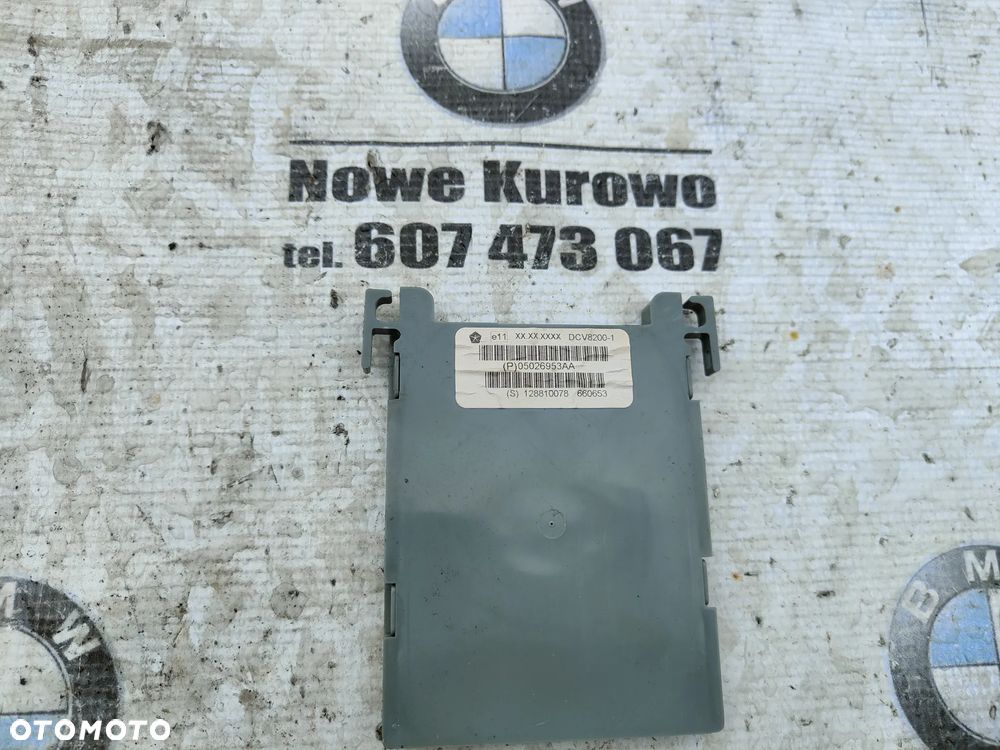 Nowe Kurowo
tel. 607 473 067
e11 XX XX XXXX DCV8200-1
(P)05026953AA
(S) 128810078 660653
M W
B M
OTOMOTO